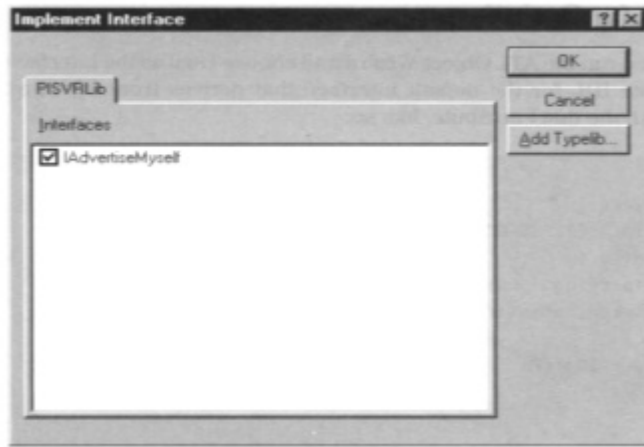 Implement Interface
OK
PISVRLib
Cancel
Interfaces
Add Typelib...
IAdvertiseMyself